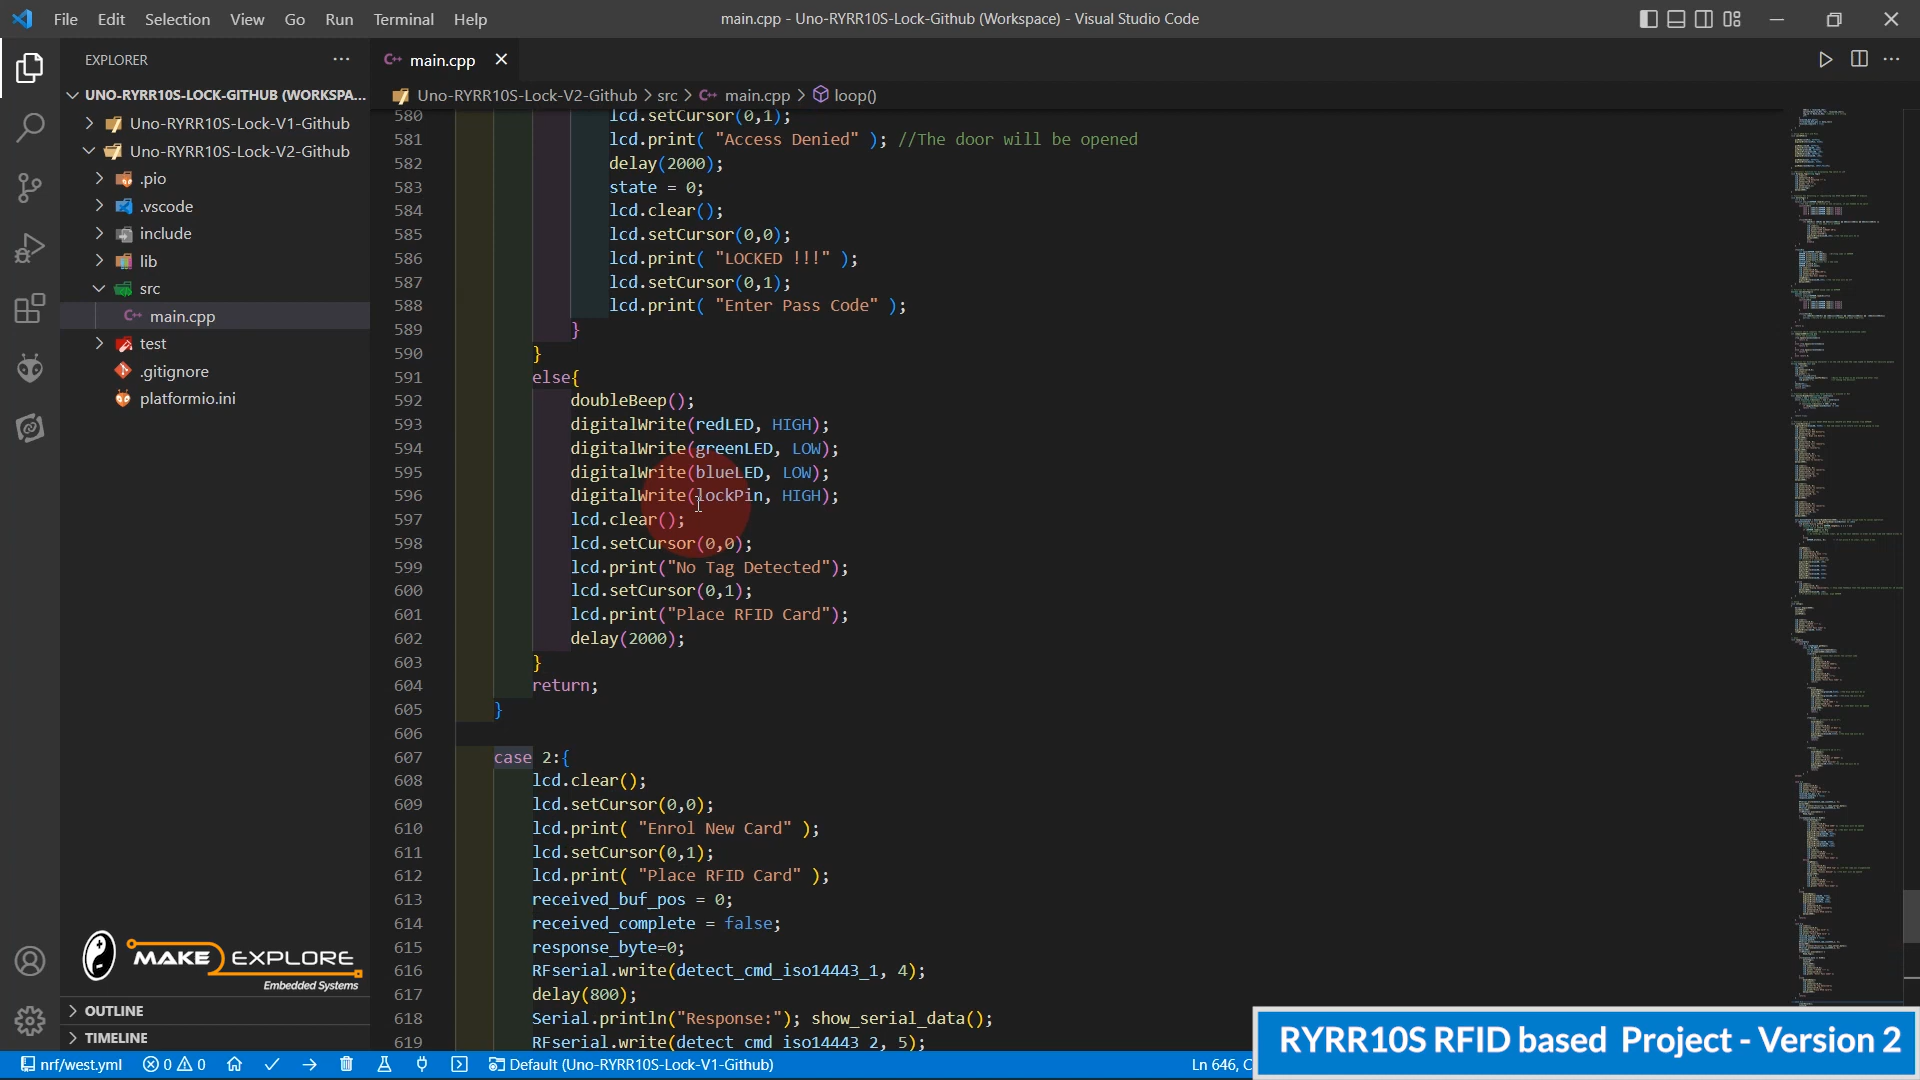 File Edit Selection View Go Run Terminal Help
main.cpp - Uno-RYRR10S-Lock-Github (Workspace) - Visual Studio Code
EXPLORER
UNO-RYRR10S-LOCK-GITHUB (WORKSPA...
Uno-RYRR10S-Lock-V1-Github
Uno-RYRR10S-Lock-V2-Github
.pio
.vscode
include
lib
src
main.cpp
test
.gitignore
platformio.ini
MAKE EXPLORE
Embedded Systems
OUTLINE
TIMELINE
main.cpp
Uno-RYRR10S-Lock-V2-Github > src > main.cpp > loop()
580 lcd.setCursor(0,1);
581 lcd.print( "Access Denied" ); //The door will be opened
582 delay(2000);
583 state = 0;
584 lcd.clear();
585 lcd.setCursor(0,0);
586 lcd.print( "LOCKED !!!" );
587 lcd.setCursor(0,1);
588 lcd.print( "Enter Pass Code" );
589 }
590 }
591 else{
592 doubleBeep();
593 digitalWrite(redLED, HIGH);
594 digitalWrite(greenLED, LOW);
595 digitalWrite(blueLED, LOW);
596 digitalWrite(lockPin, HIGH);
597 lcd.clear();
598 lcd.setCursor(0,0);
599 lcd.print("No Tag Detected");
600 lcd.setCursor(0,1);
601 lcd.print("Place RFID Card");
602 delay(2000);
603 }
604 return;
605 }
606
607 case 2:{
608 lcd.clear();
609 lcd.setCursor(0,0);
610 lcd.print( "Enrol New Card" );
611 lcd.setCursor(0,1);
612 lcd.print( "Place RFID Card" );
613 received_buf_pos = 0;
614 received_complete = false;
615 response_byte=0;
616 RFserial.write(detect_cmd_iso14443_1, 4);
617 delay(800);
618 Serial.println("Response:"); show_serial_data();
619 RFserial.write(detect_cmd_iso14443_2, 5);
RYRR10S RFID based Project - Version 2
nrf/west.yml 0 0 Default (Uno-RYRR10S-Lock-V1-Github) Ln 646, C